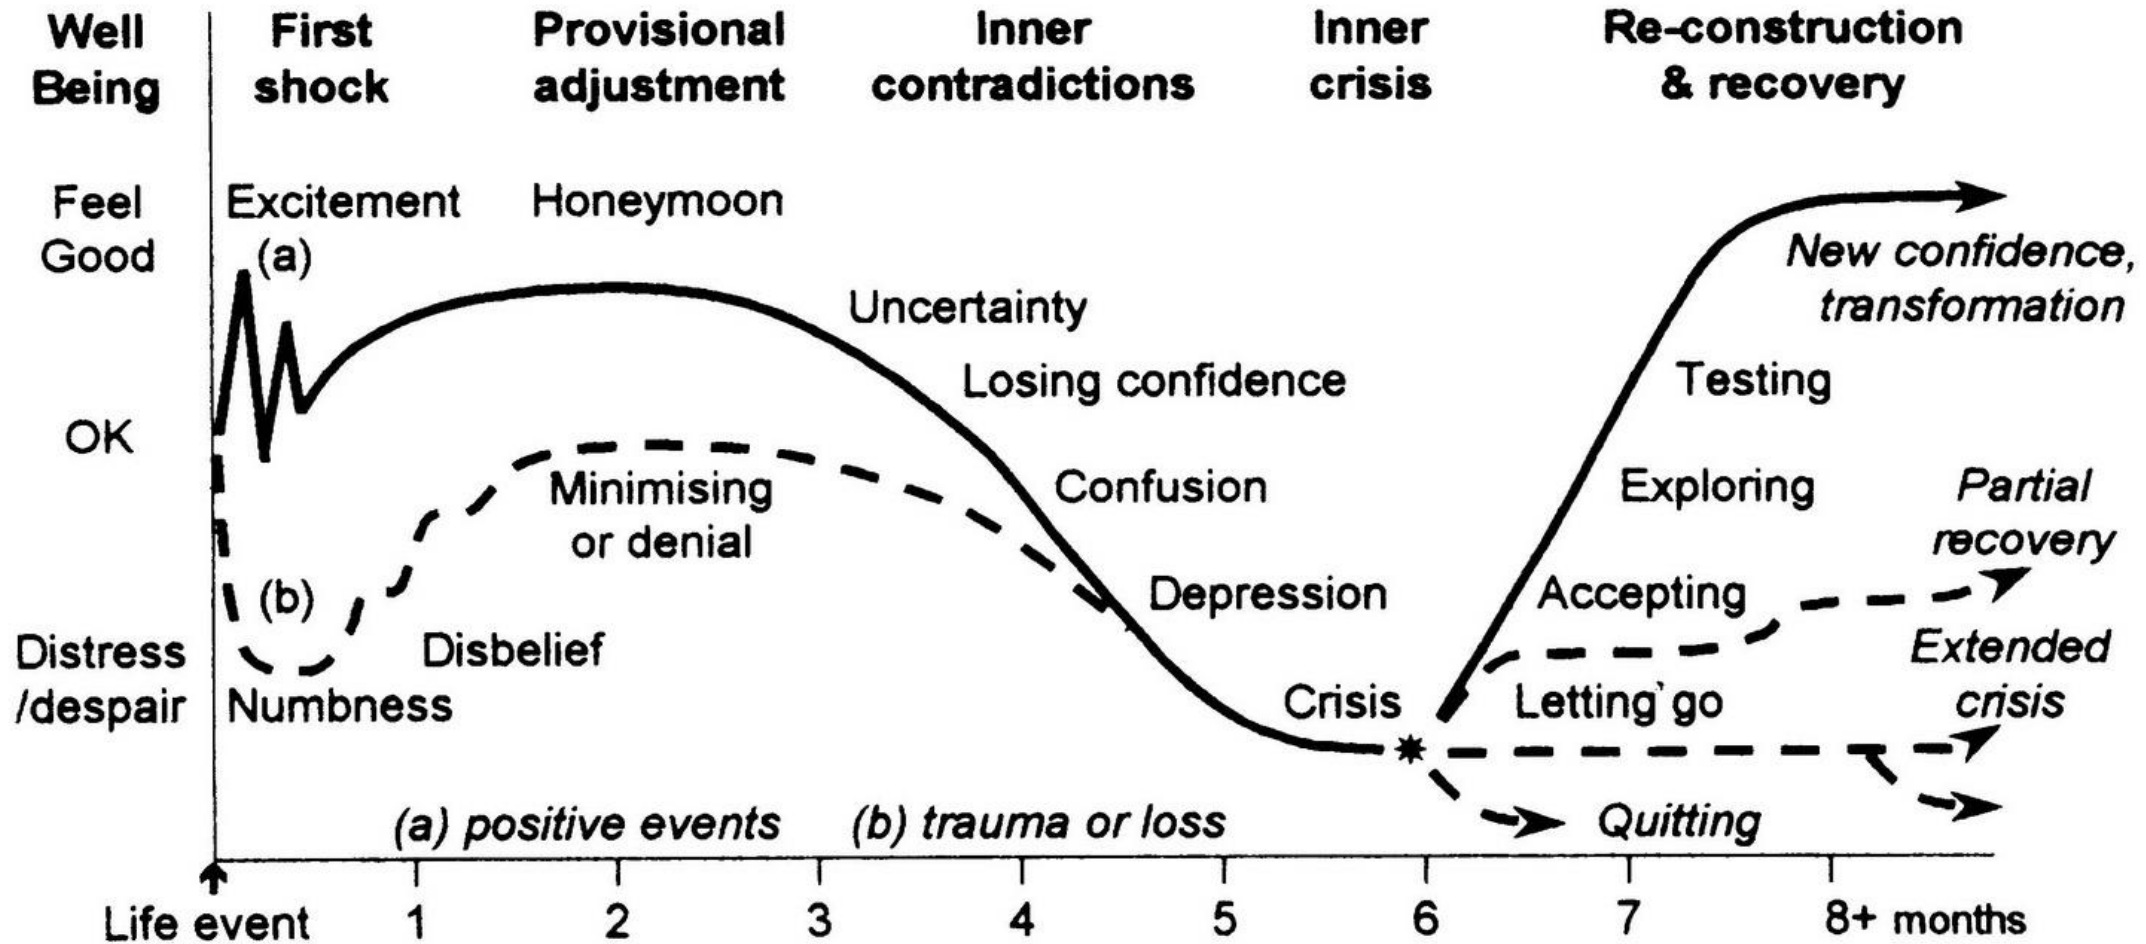 Well Being
First shock
Provisional adjustment
Inner contradictions
Inner crisis
Re-construction & recovery
Feel Good
Excitement
Honeymoon
(a)
New confidence, transformation
Uncertainty
Losing confidence
Testing
OK
Minimising or denial
Confusion
Exploring
Partial recovery
(b)
Depression
Accepting
Distress /despair
Disbelief
Extended crisis
Numbness
Crisis
Letting go
(a) positive events
(b) trauma or loss
Quitting
Life event
1
2
3
4
5
6
7
8+ months